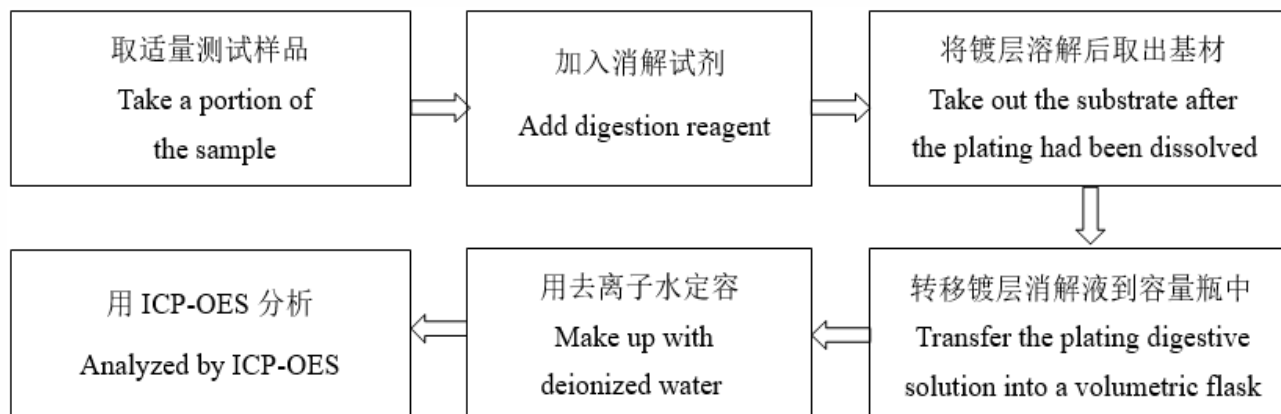 取适量测试样品
Take a portion of
the sample
加入消解试剂
Add digestion reagent
将镀层溶解后取出基材
Take out the substrate after
the plating had been dissolved
转移镀层消解液到容量瓶中
Transfer the plating digestive
solution into a volumetric flask
用去离子水定容
Make up with
deionized water
用 ICP-OES 分析
Analyzed by ICP-OES